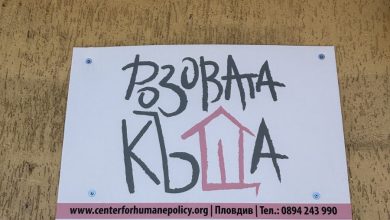 РОЗОВАТА
КЪЩА
www.centerforhumanepolicy.org | Пловдив | Тел.: 0894 243 990